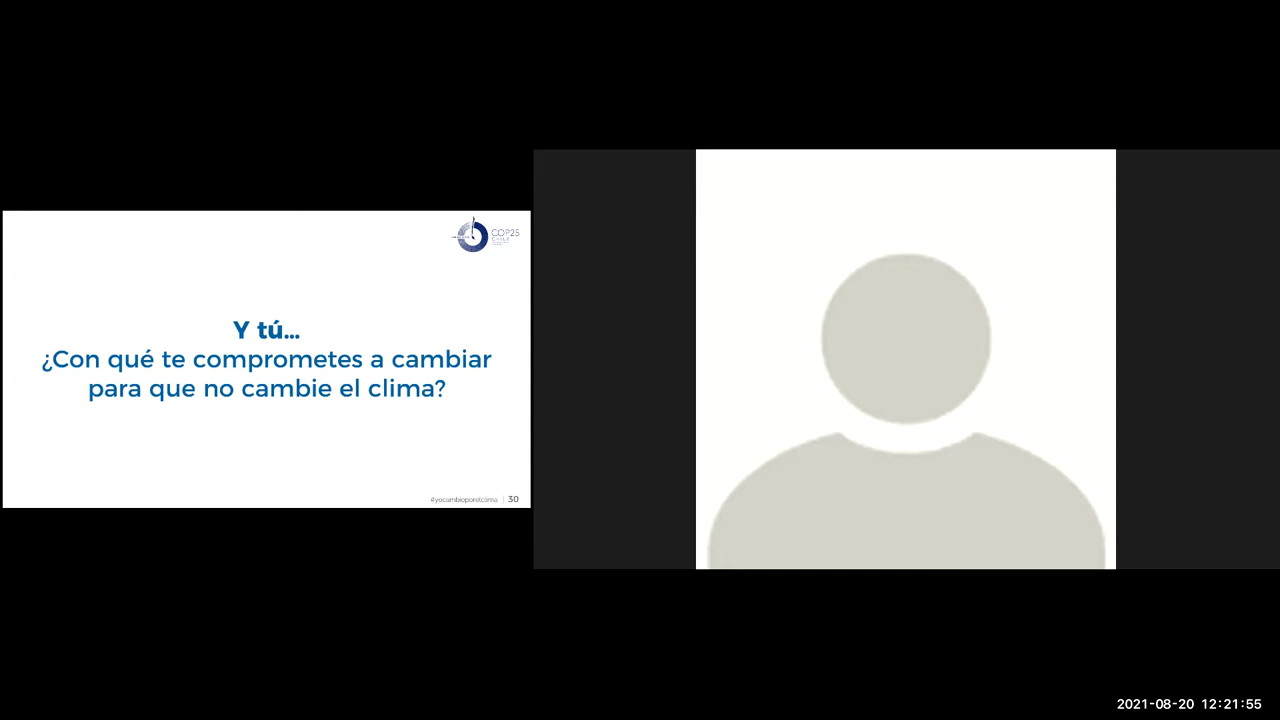 COP25
CHILE
Y tú...
¿Con qué te comprometes a cambiar
para que no cambie el clima?
#yocambioporelclima | 30
2021-08-20 12:21:55